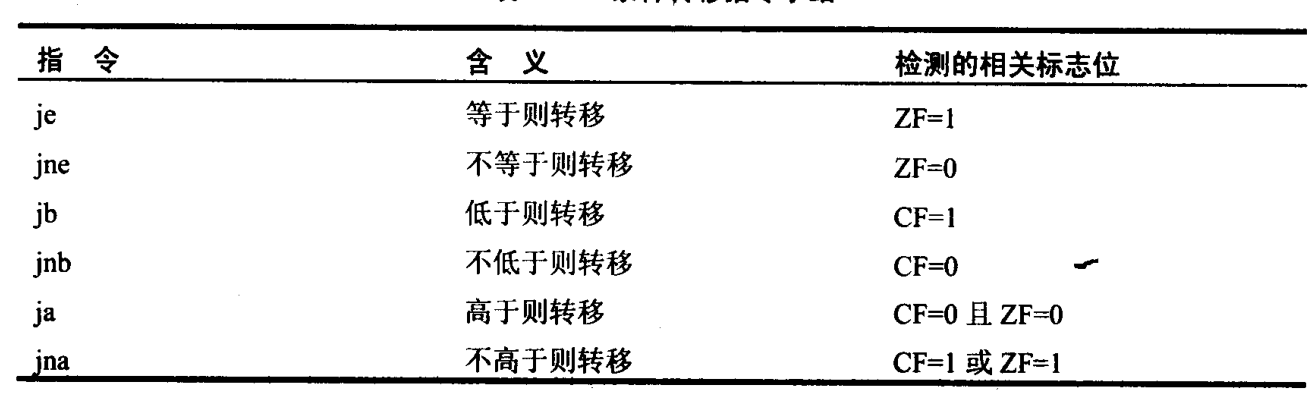 指 令 含 义 检测的相关标志位
je 等于则转移 ZF=1
jne 不等于则转移 ZF=0
jb 低于则转移 CF=1
jnb 不低于则转移 CF=0
ja 高于则转移 CF=0 且 ZF=0
jna 不高于则转移 CF=1 或 ZF=1